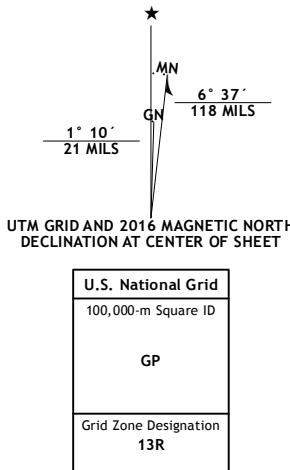 ★
MN
GN
6° 37´
118 MILS
1° 10´
21 MILS
UTM GRID AND 2016 MAGNETIC NORTH
DECLINATION AT CENTER OF SHEET
U.S. National Grid
100,000-m Square ID
GP
Grid Zone Designation
13R